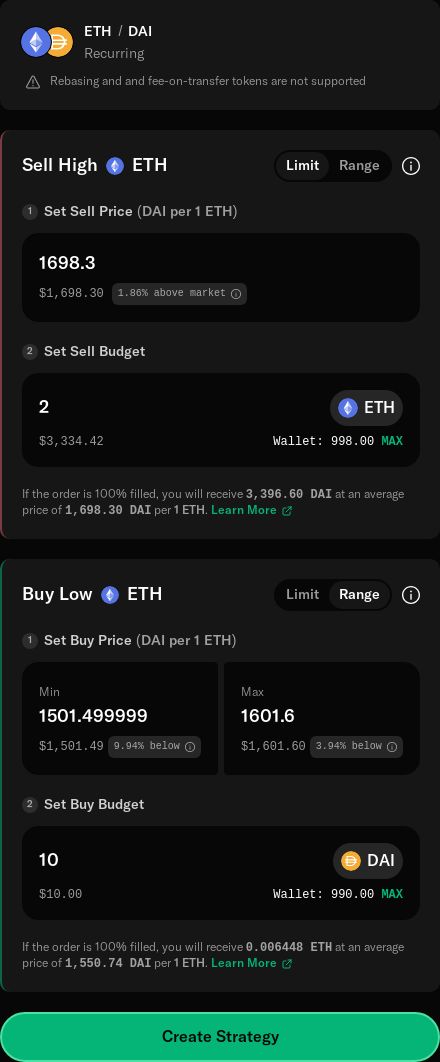 ETH / DAI
Recurring
Rebasing and and fee-on-transfer tokens are not supported
Sell High ETH Limit Range
1 Set Sell Price (DAI per 1 ETH)
1698.3
$1,698.30 1.86% above market
2 Set Sell Budget
2 ETH
$3,334.42 Wallet: 998.00 MAX
If the order is 100% filled, you will receive 3,396.60 DAI at an average
price of 1,698.30 DAI per 1 ETH. Learn More
Buy Low ETH Limit Range
1 Set Buy Price (DAI per 1 ETH)
Min Max
1501.499999 1601.6
$1,501.49 9.94% below $1,601.60 3.94% below
2 Set Buy Budget
10 DAI
$10.00 Wallet: 990.00 MAX
If the order is 100% filled, you will receive 0.006448 ETH at an average
price of 1,550.74 DAI per 1 ETH. Learn More
Create Strategy